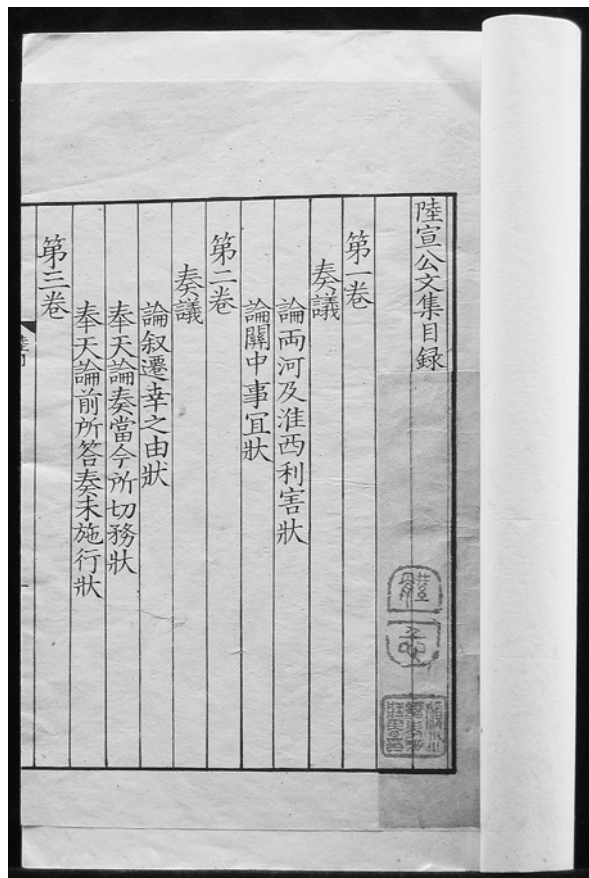 陸宣公文集目録
第一卷
奏議
論両河及淮西利害狀
論關中事冝狀
第二卷
奏議
論叙遷幸之由狀
奉天論奏當今所切務狀
奉天論前所答奏未施行狀
第三卷